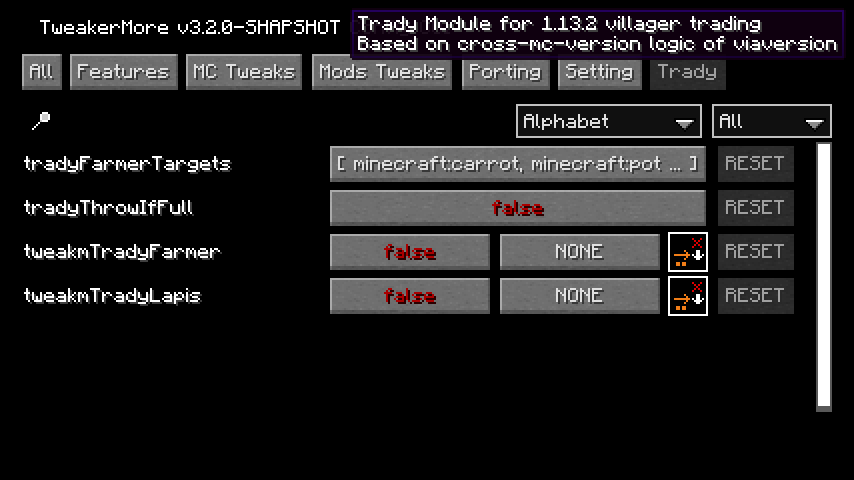 TweakerMore v3.2.0-SHAPSHOT
Trady Module for 1.13.2 villager trading
Based on cross-mc-version logic of viaversion
All Features MC Tweaks Mods Tweaks Porting Setting Trady
Alphabet All
tradyFarmerTargets [ minecraft:carrot, minecraft:pot ... ] RESET
tradyThrowIfFull false RESET
tweakmTradyFarmer false NONE RESET
tweakmTradyLapis false NONE RESET